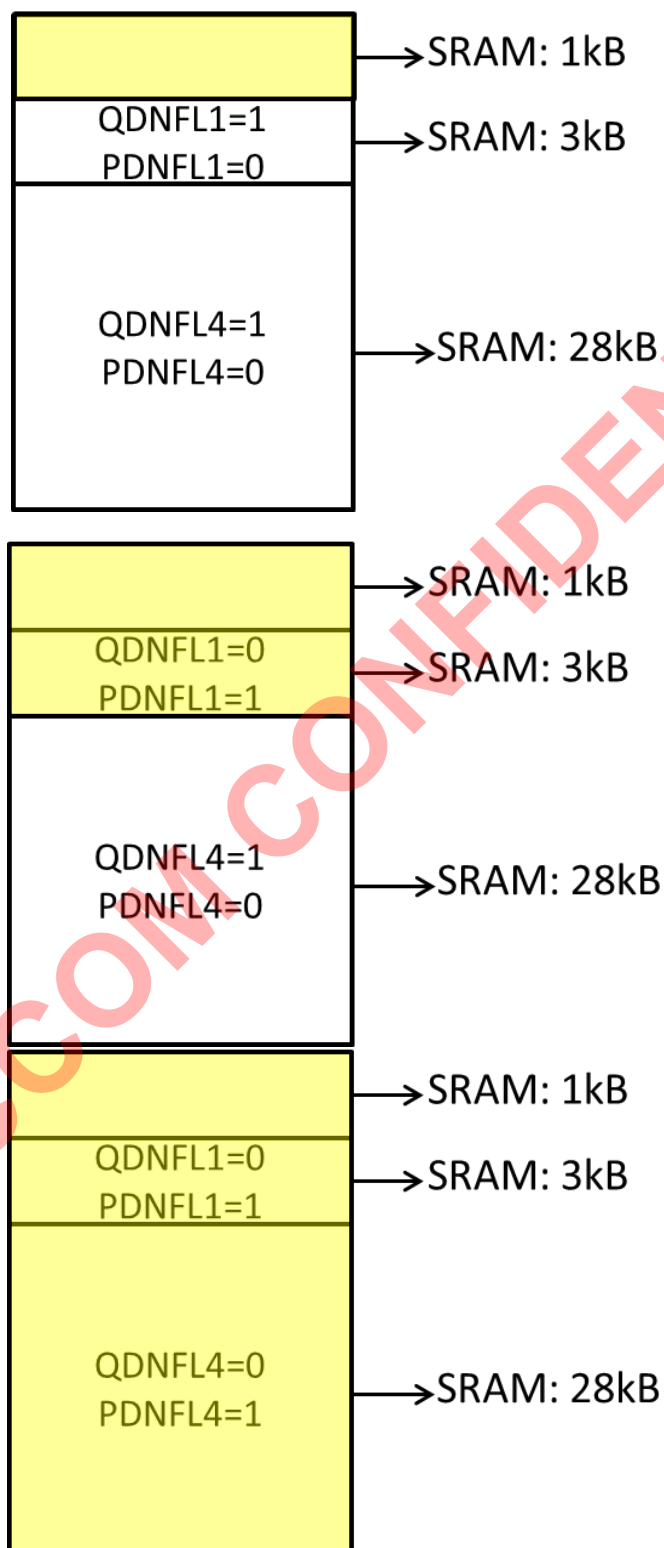 SRAM: 1kB
QDNFL1=1
PDNFL1=0
SRAM: 3kB
QDNFL4=1
PDNFL4=0
SRAM: 28kB
SRAM: 1kB
QDNFL1=0
PDNFL1=1
SRAM: 3kB
QDNFL4=1
PDNFL4=0
SRAM: 28kB
SRAM: 1kB
QDNFL1=0
PDNFL1=1
SRAM: 3kB
QDNFL4=0
PDNFL4=1
SRAM: 28kB
COM CONFIDEN